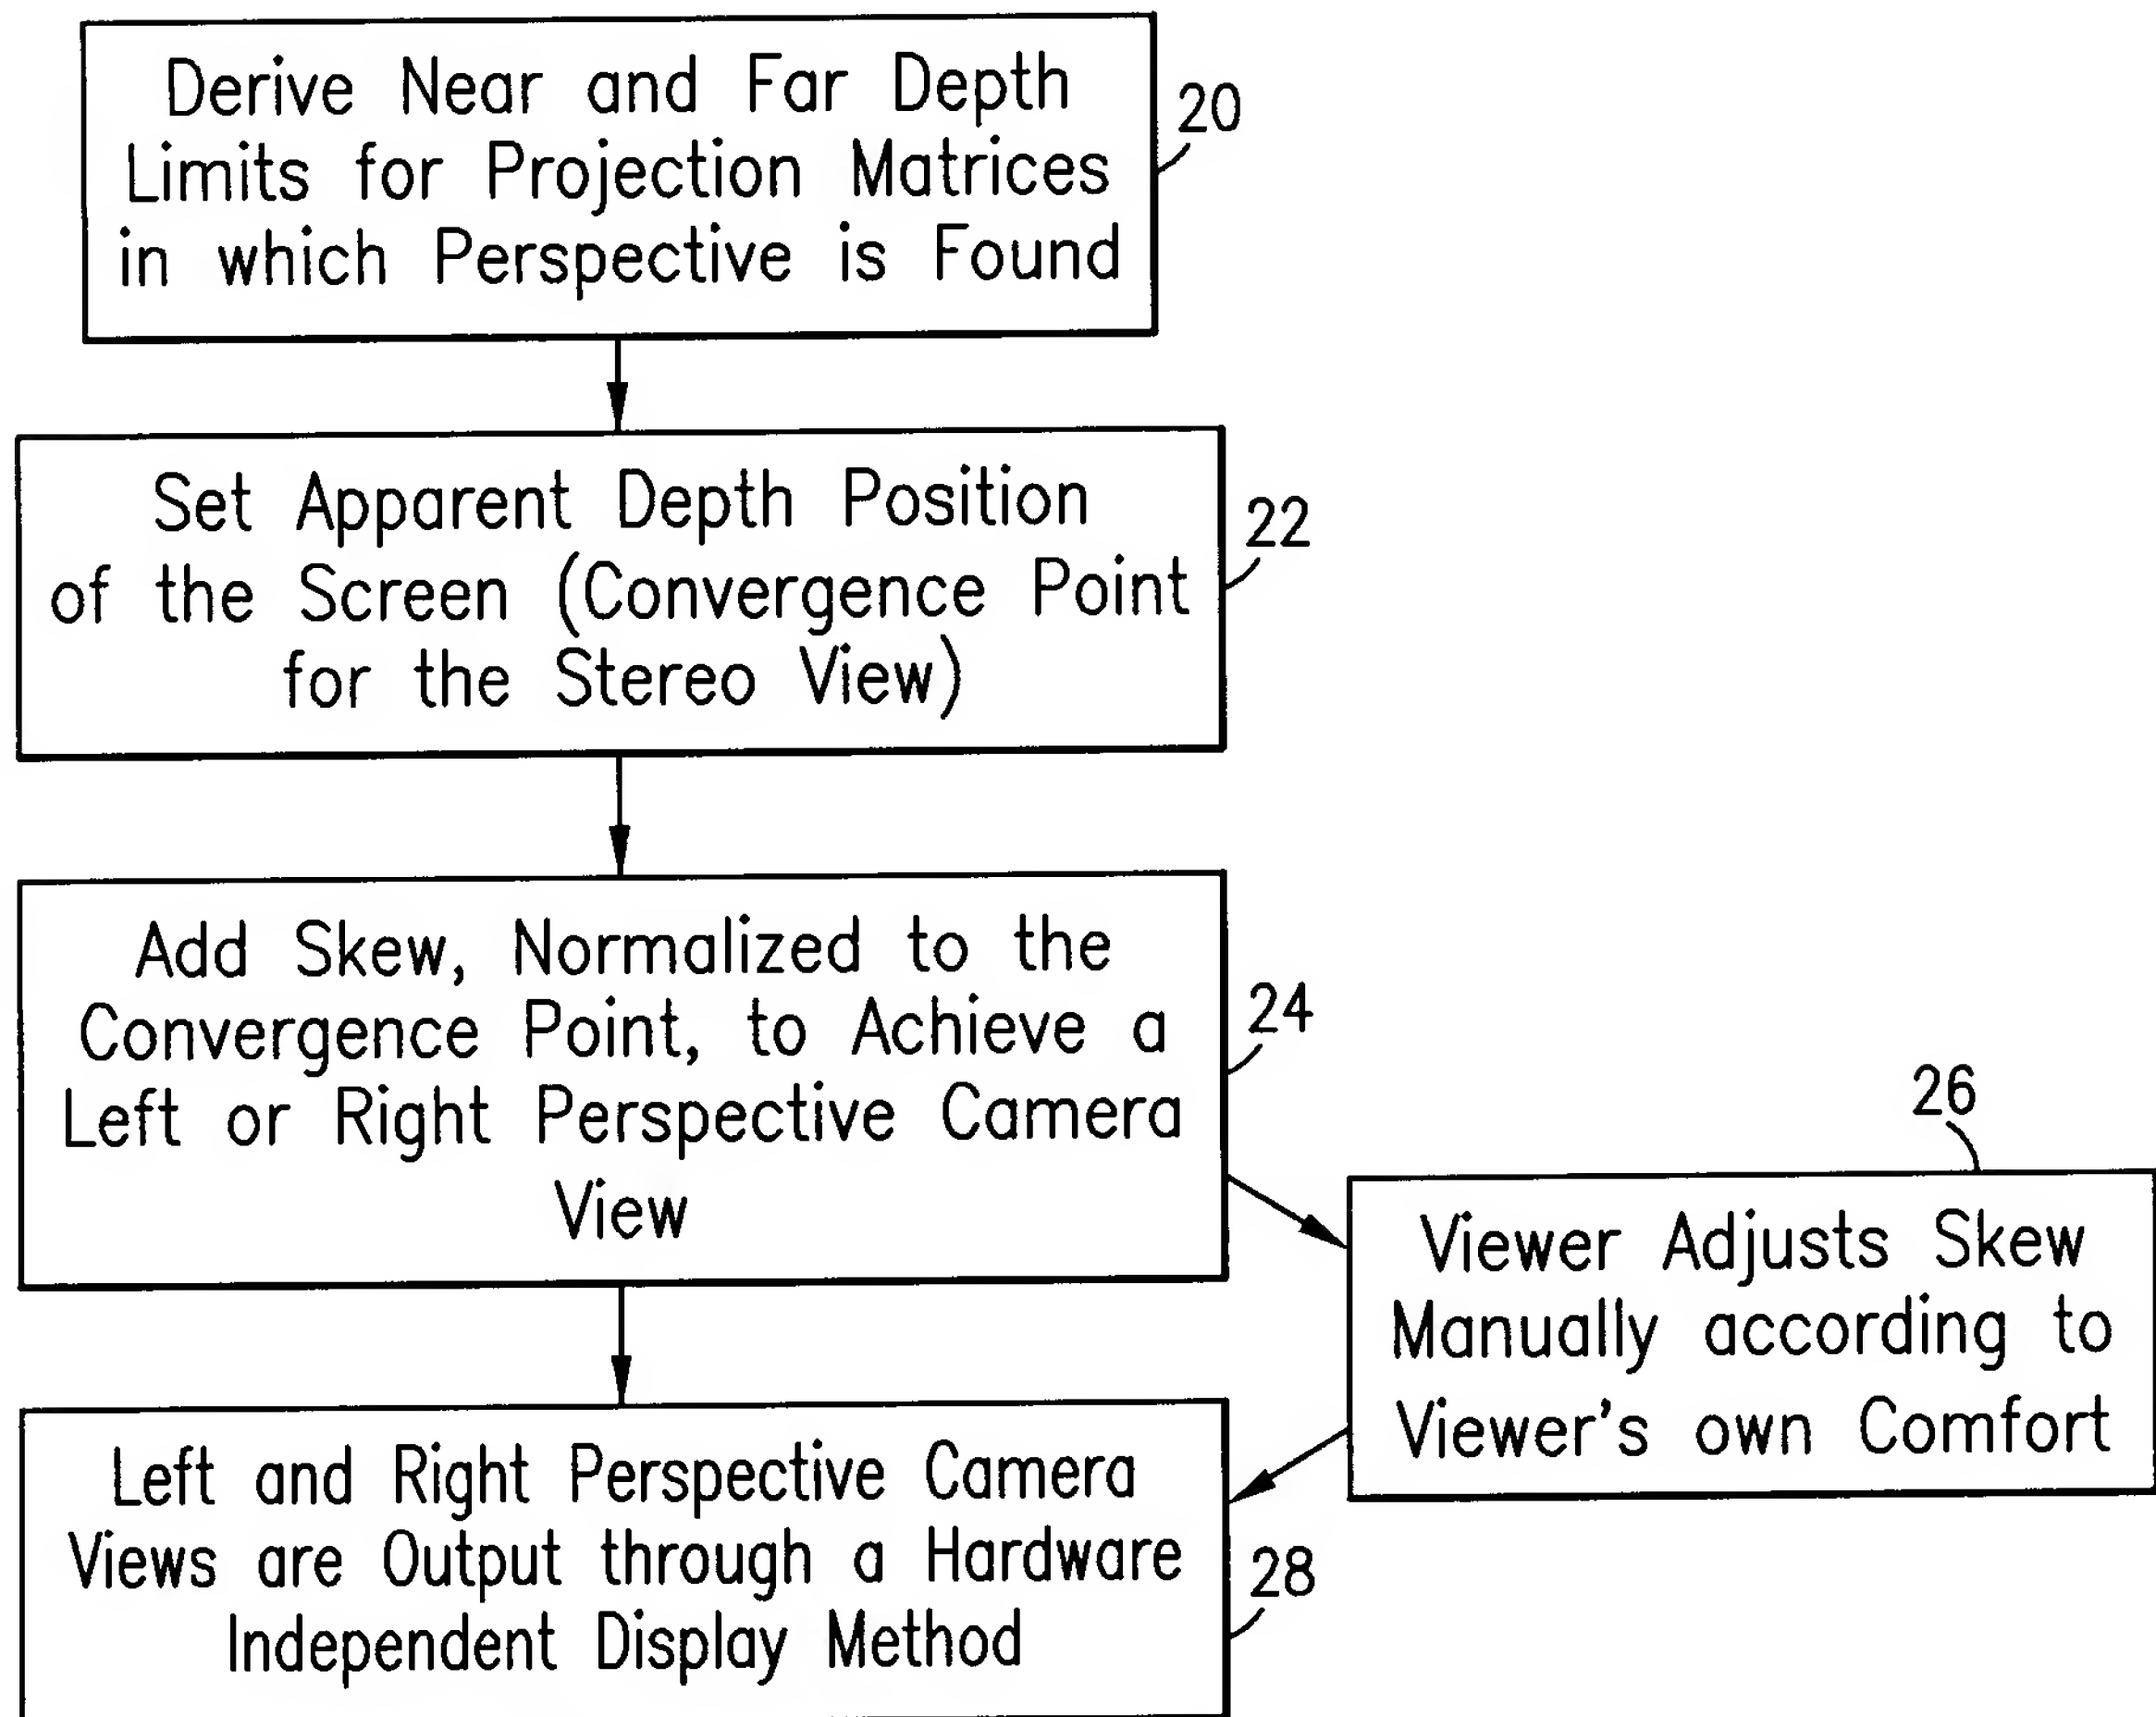 Derive Near and Far Depth
Limits for Projection Matrices
in which Perspective is Found
20
Set Apparent Depth Position
of the Screen (Convergence Point
for the Stereo View)
22
Add Skew, Normalized to the
Convergence Point, to Achieve a
Left or Right Perspective Camera
View
24
26
Viewer Adjusts Skew
Manually according to
Viewer's own Comfort
Left and Right Perspective Camera
Views are Output through a Hardware
Independent Display Method
28